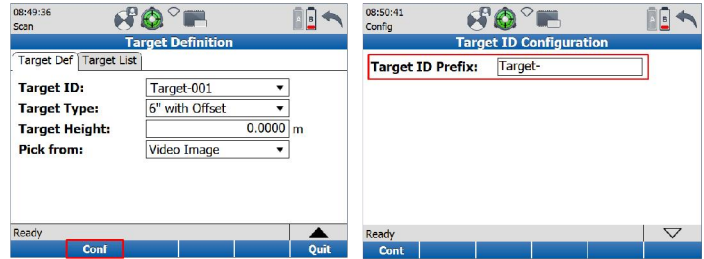 08:49:36
Scan
A
B
Target Definition
Target Def
Target List
Target ID:
Target-001
Target Type:
6" with Offset
Target Height:
0.0000 m
Pick from:
Video Image
Ready
Conf
Quit
08:50:41
Config
A
B
Target ID Configuration
Target ID Prefix:
Target-
Ready
Cont